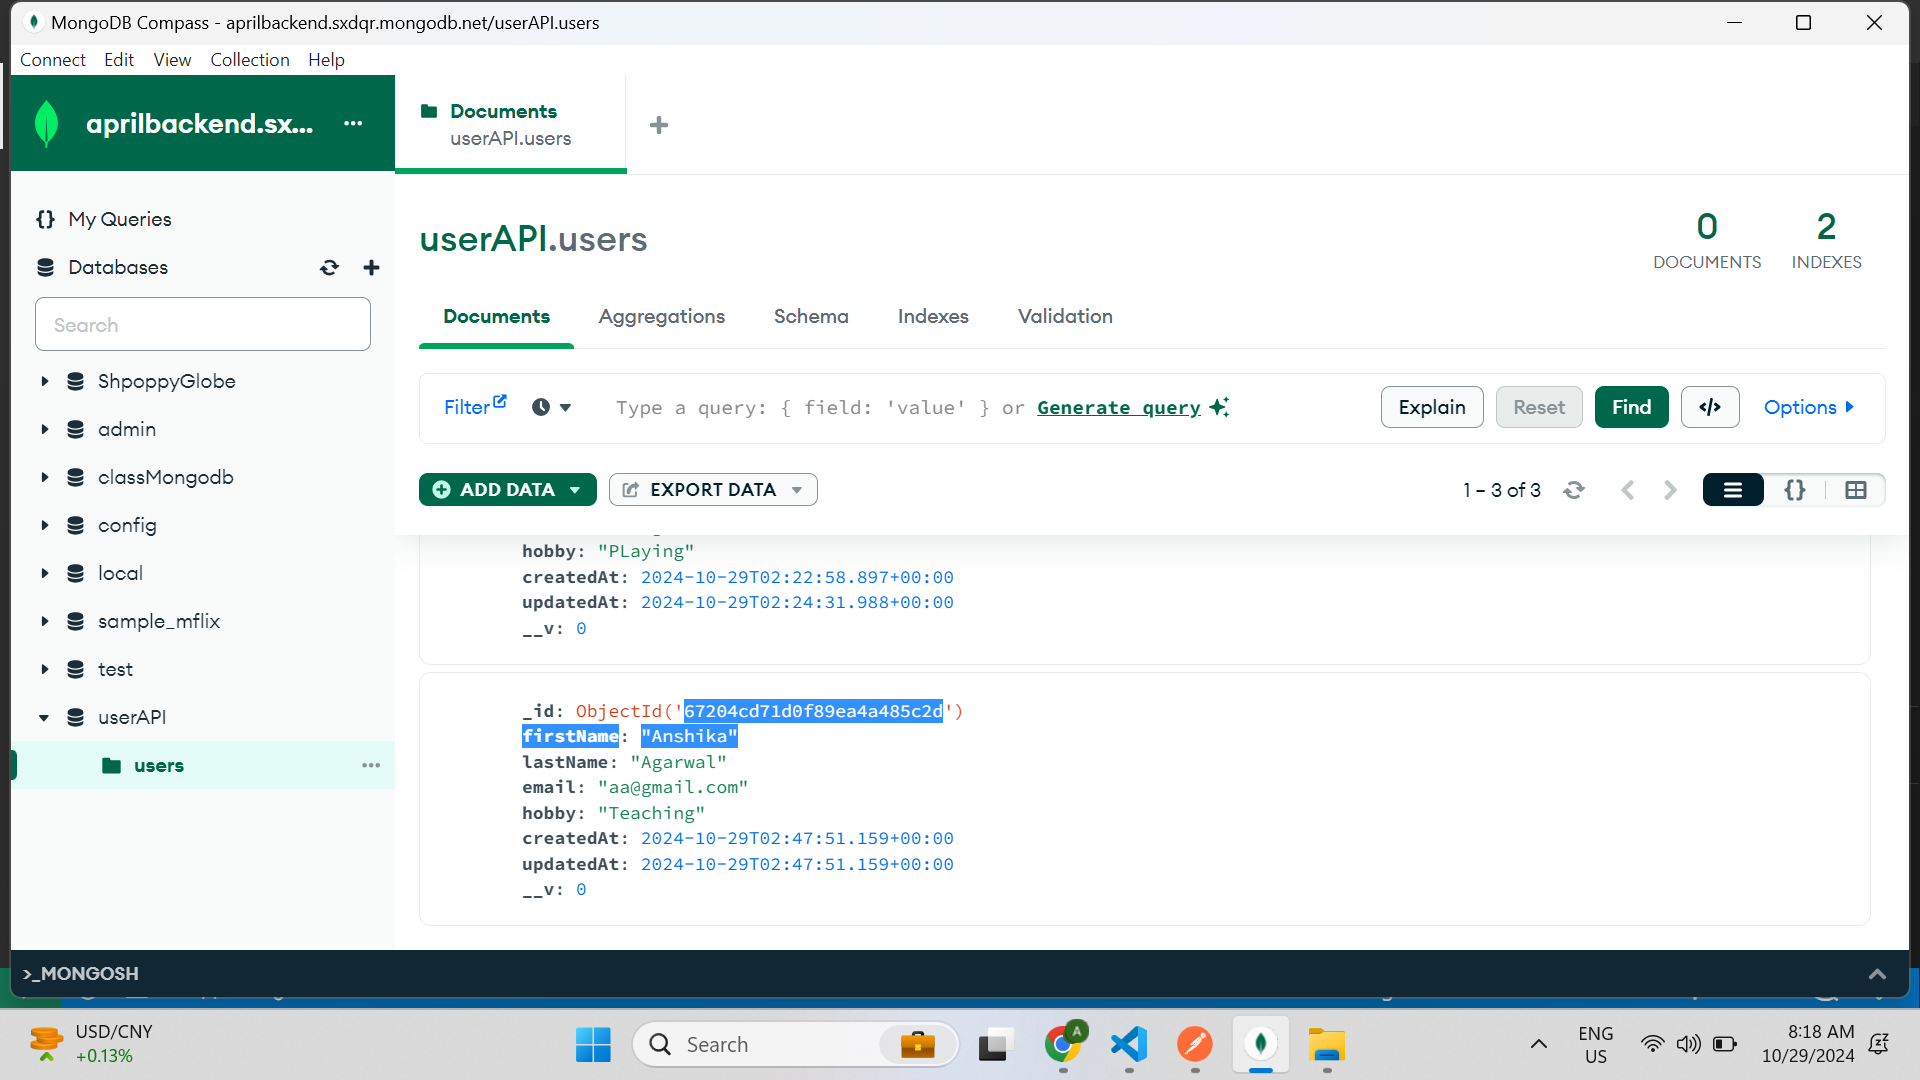 MongoDB Compass - aprilbackend.sxdqr.mongodb.net/userAPI.users
Connect Edit View Collection Help
aprilbackend.sx... ...
Documents
userAPI.users
My Queries
Databases
Search
ShpoppyGlobe
admin
classMongodb
config
local
sample_mflix
test
userAPI
users
userAPI.users
0
DOCUMENTS
2
INDEXES
Documents Aggregations Schema Indexes Validation
Filter Type a query: { field: 'value' } or Generate query Explain Reset Find </> Options
ADD DATA EXPORT DATA 1 – 3 of 3 {}
hobby: "PLaying"
createdAt: 2024-10-29T02:22:58.897+00:00
updatedAt: 2024-10-29T02:24:31.988+00:00
__v: 0
_id: ObjectId('67204cd71d0f89ea4a485c2d')
firstName: "Anshika"
lastName: "Agarwal"
email: "aa@gmail.com"
hobby: "Teaching"
createdAt: 2024-10-29T02:47:51.159+00:00
updatedAt: 2024-10-29T02:47:51.159+00:00
__v: 0
>_MONGOSH
USD/CNY
+0.13%
Search
A
ENG
US
8:18 AM
10/29/2024